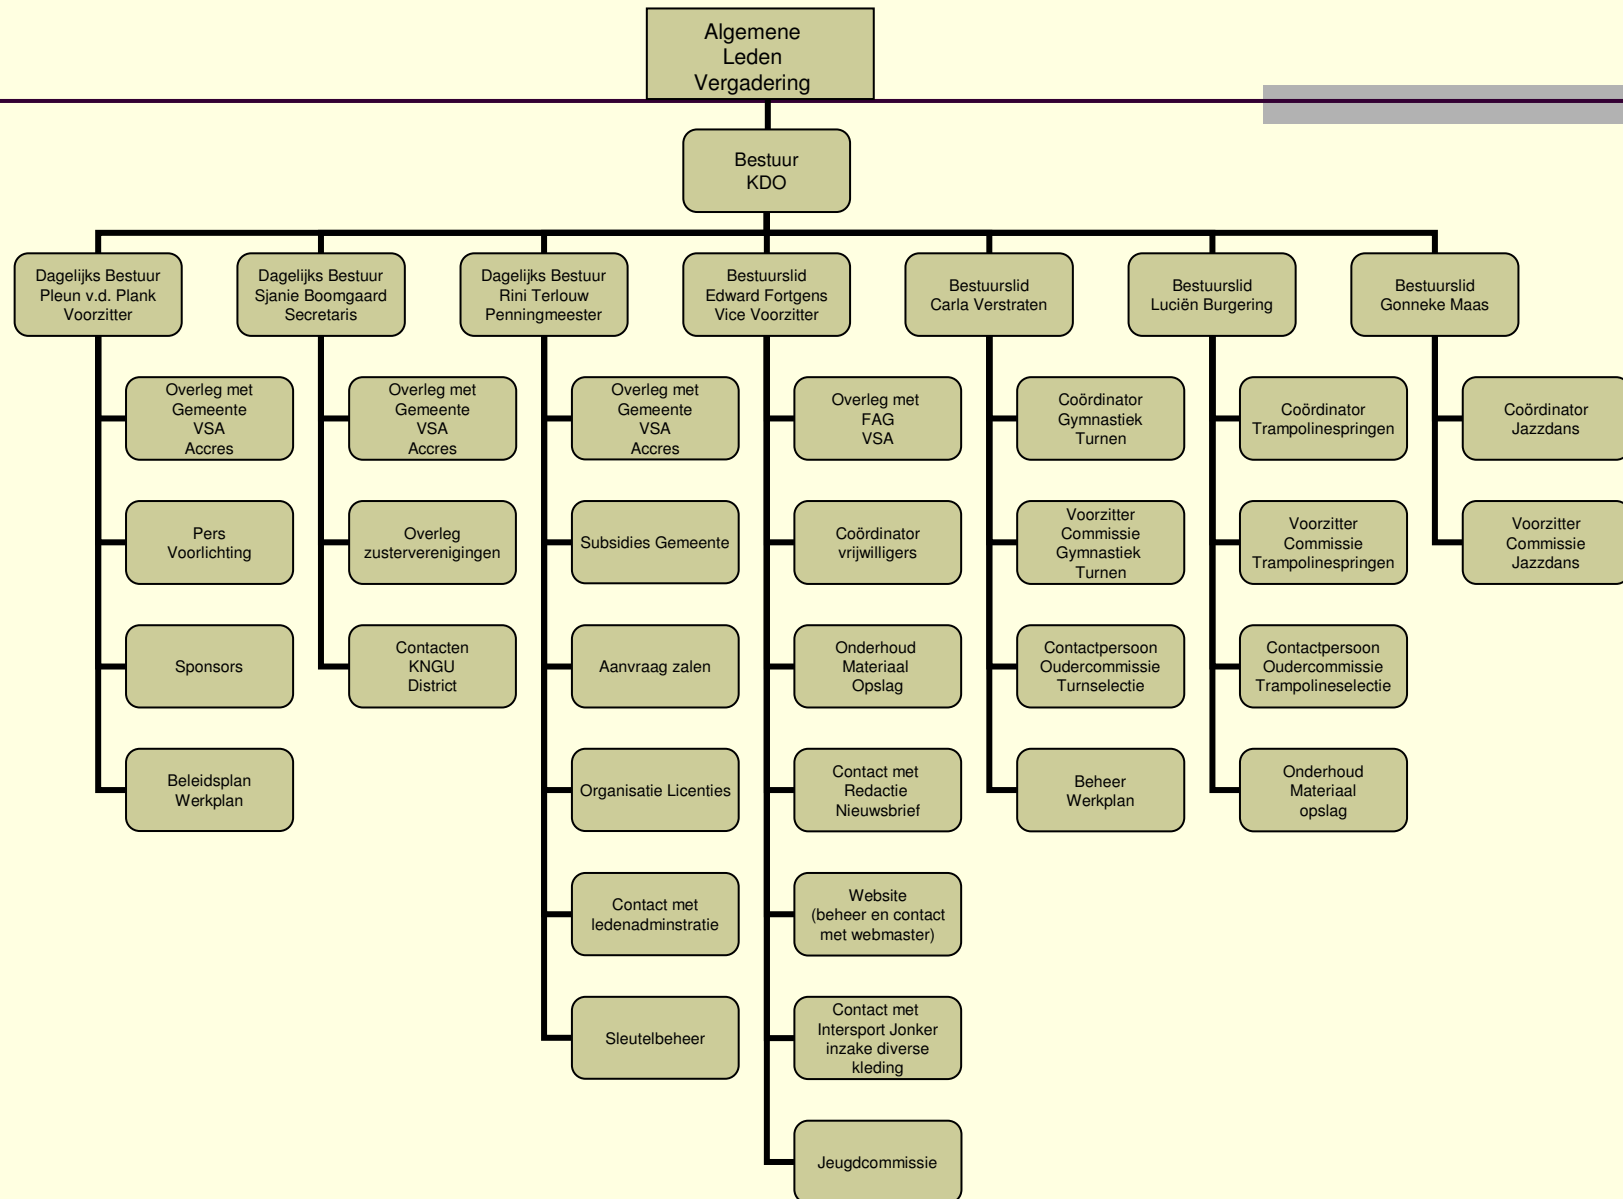 Algemene
Leden
Vergadering
Bestuur
KDO
Dagelijks Bestuur
Pleun v.d. Plank
Voorzitter
Dagelijks Bestuur
Sjanie Boomgaard
Secretaris
Dagelijks Bestuur
Rini Terlouw
Penningmeester
Bestuurslid
Edward Fortgens
Vice Voorzitter
Bestuurslid
Carla Verstraten
Bestuurslid
Luciën Burgering
Bestuurslid
Gonneke Maas
Overleg met
Gemeente
VSA
Accres
Pers
Voorlichting
Sponsors
Beleidsplan
Werkplan
Overleg met
Gemeente
VSA
Accres
Overleg
zusterverenigingen
Contacten
KNGU
District
Overleg met
Gemeente
VSA
Accres
Subsidies Gemeente
Aanvraag zalen
Organisatie Licenties
Contact met
ledenadminstratie
Sleutelbeheer
Overleg met
FAG
VSA
Coördinator
vrijwilligers
Onderhoud
Materiaal
Opslag
Contact met
Redactie
Nieuwsbrief
Website
(beheer en contact
met webmaster)
Contact met
Intersport Jonker
inzake diverse
kleding
Jeugdcommissie
Coördinator
Gymnastiek
Turnen
Voorzitter
Commissie
Gymnastiek
Turnen
Contactpersoon
Oudercommissie
Turnselectie
Beheer
Werkplan
Coördinator
Trampolinespringen
Voorzitter
Commissie
Trampolinespringen
Contactpersoon
Oudercommissie
Trampolineselectie
Onderhoud
Materiaal
opslag
Coördinator
Jazzdans
Voorzitter
Commissie
Jazzdans